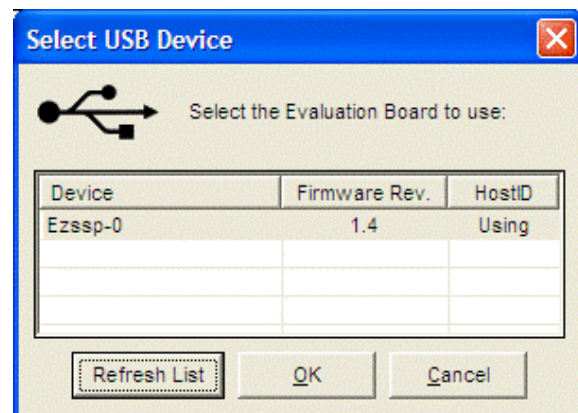 Select USB Device
Select the Evaluation Board to use:
Device Firmware Rev. HostID
Ezssp-0 1.4 Using
Refresh List OK Cancel